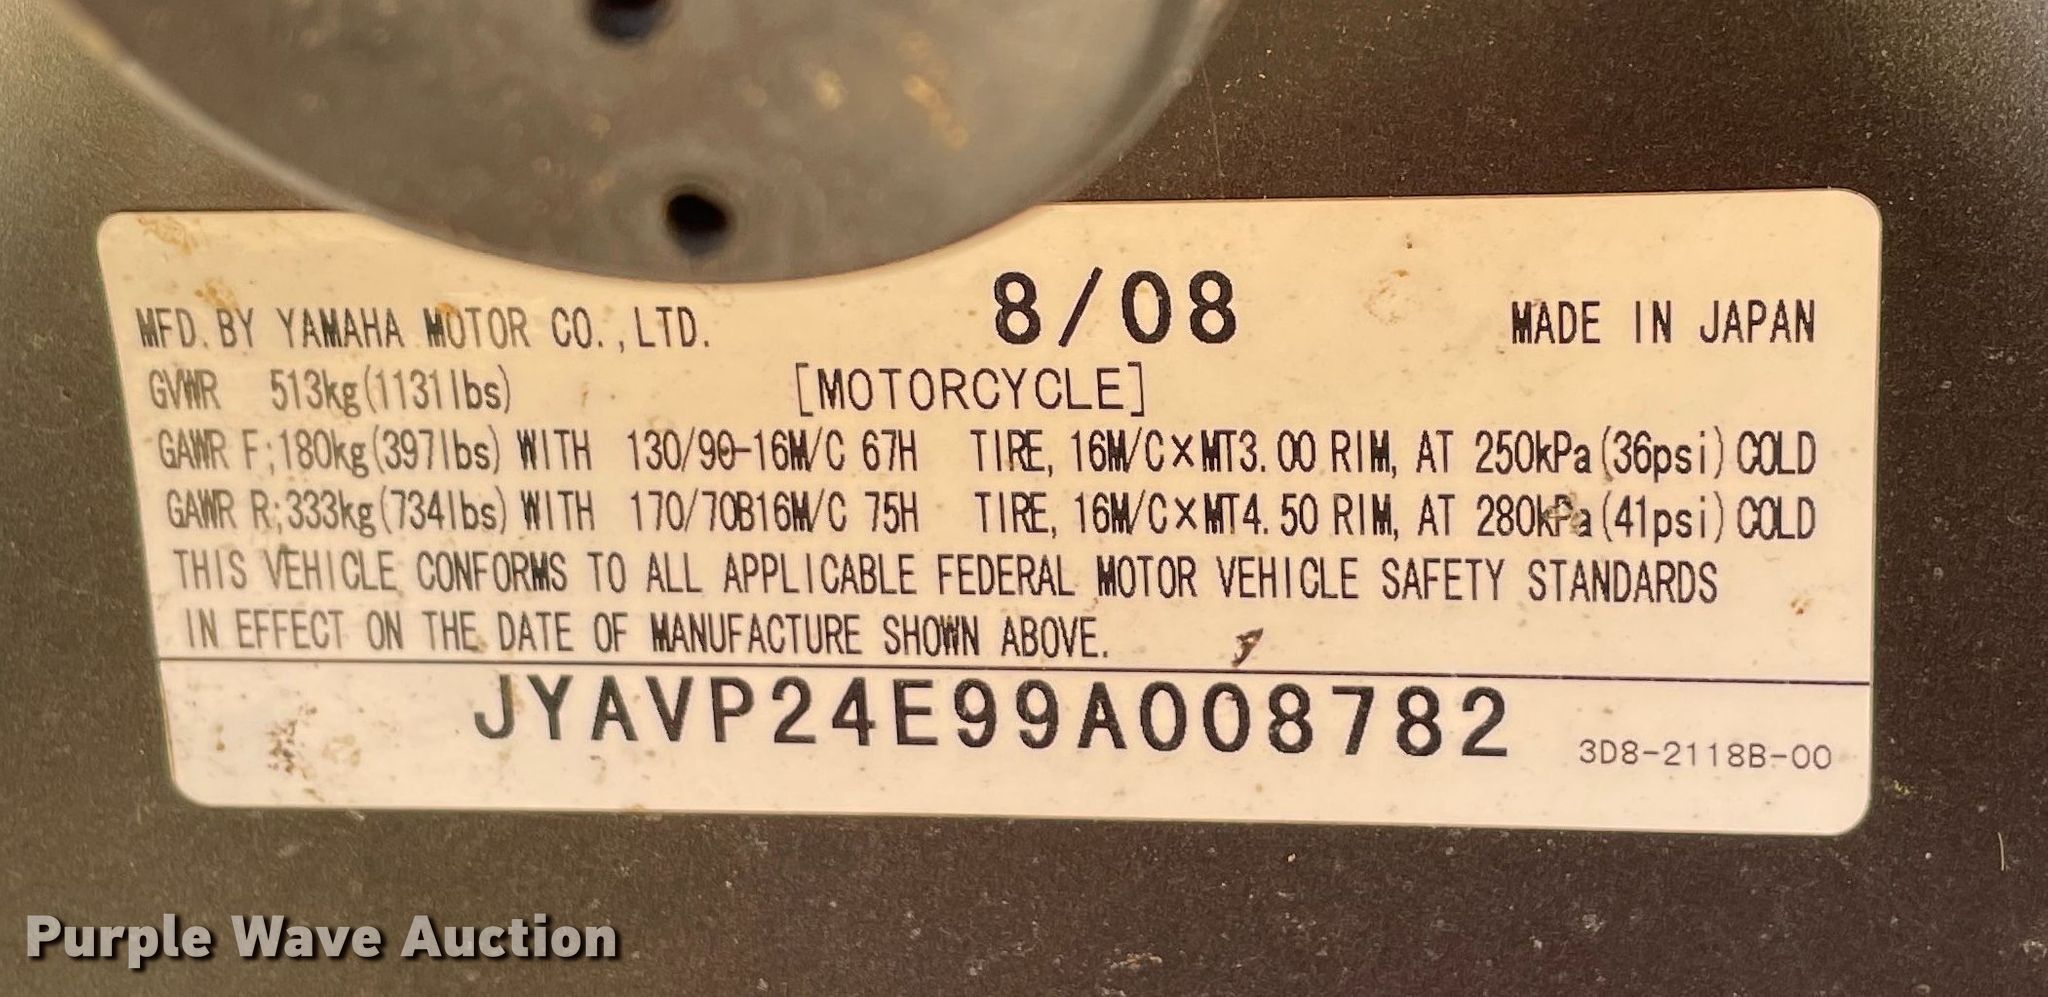 MFD. BY YAMAHA MOTOR CO., LTD. 8/08 MADE IN JAPAN
GVWR 513kg(1131lbs) [MOTORCYCLE]
GAWR F;180kg(397lbs) WITH 130/90-16M/C 67H TIRE, 16M/C×MT3.00 RIM, AT 250kPa(36psi) COLD
GAWR R;333kg(734lbs) WITH 170/70B16M/C 75H TIRE, 16M/C×MT4.50 RIM, AT 280kPa(41psi) COLD
THIS VEHICLE CONFORMS TO ALL APPLICABLE FEDERAL MOTOR VEHICLE SAFETY STANDARDS
IN EFFECT ON THE DATE OF MANUFACTURE SHOWN ABOVE.
JYAVP24E99A008782 3D8-2118B-00
Purple Wave Auction